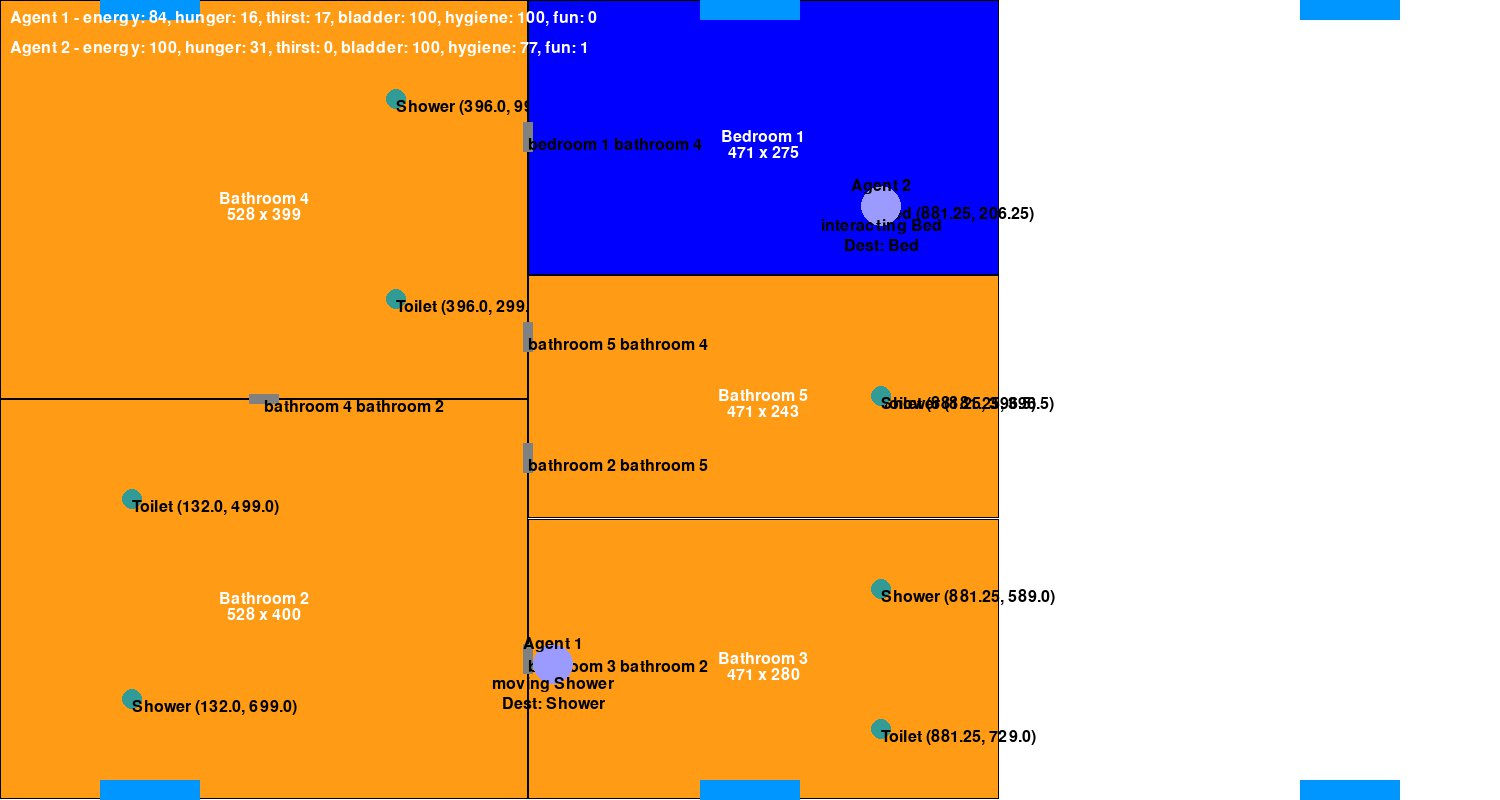 Agent 1 - energy: 84, hunger: 16, thirst: 17, bladder: 100, hygiene: 100, fun: 0
Agent 2 - energy: 100, hunger: 31, thirst: 0, bladder: 100, hygiene: 77, fun: 1
Shower (396.0, 99
bedroom 1 bathroom 4
Bedroom 1
471 x 275
Bathroom 4
528 x 399
Agent 2
(881.25, 206.25)
interacting Bed
Dest: Bed
Toilet (396.0, 299.
bathroom 5 bathroom 4
Bathroom 5
471 x 243
bathroom 4 bathroom 2
bathroom 2 bathroom 5
Toilet (132.0, 499.0)
Bathroom 2
528 x 400
Shower (881.25, 589.0)
Agent 1
3 bathroom 2
Bathroom 3
471 x 280
moving Shower
Dest: Shower
Shower (132.0, 699.0)
Toilet (881.25, 729.0)